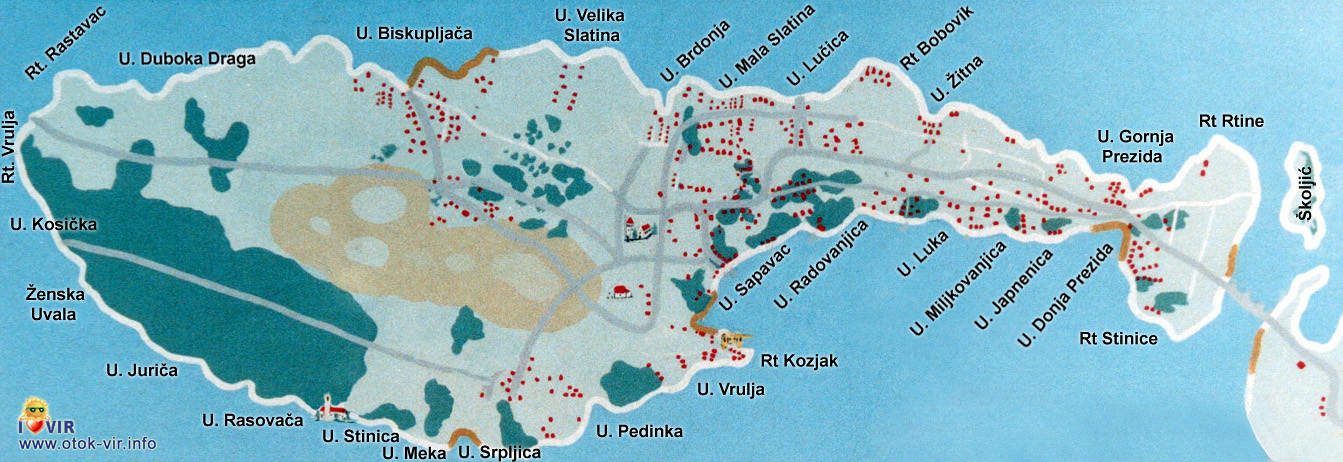 Rt. Rastavac
U. Duboka Draga
U. Biskupljača
U. Velika
Slatina
U. Brdonja
U. Mala Slatina
U. Lučica
Rt Bobovik
U. Žitna
U. Gornja
Prezida
Rt Rtine
Školjić
Rt. Vrulja
U. Kosička
Ženska
Uvala
U. Juriča
U. Rasovača
U. Stinica
U. Meka
U. Srpljica
U. Pedinka
U. Vrulja
Rt Kozjak
U. Sapavac
U. Radovanjica
U. Luka
U. Miljkovanjica
U. Japnenica
U. Donja Prezida
Rt Stinice
I VIR
www.otok-vir.info